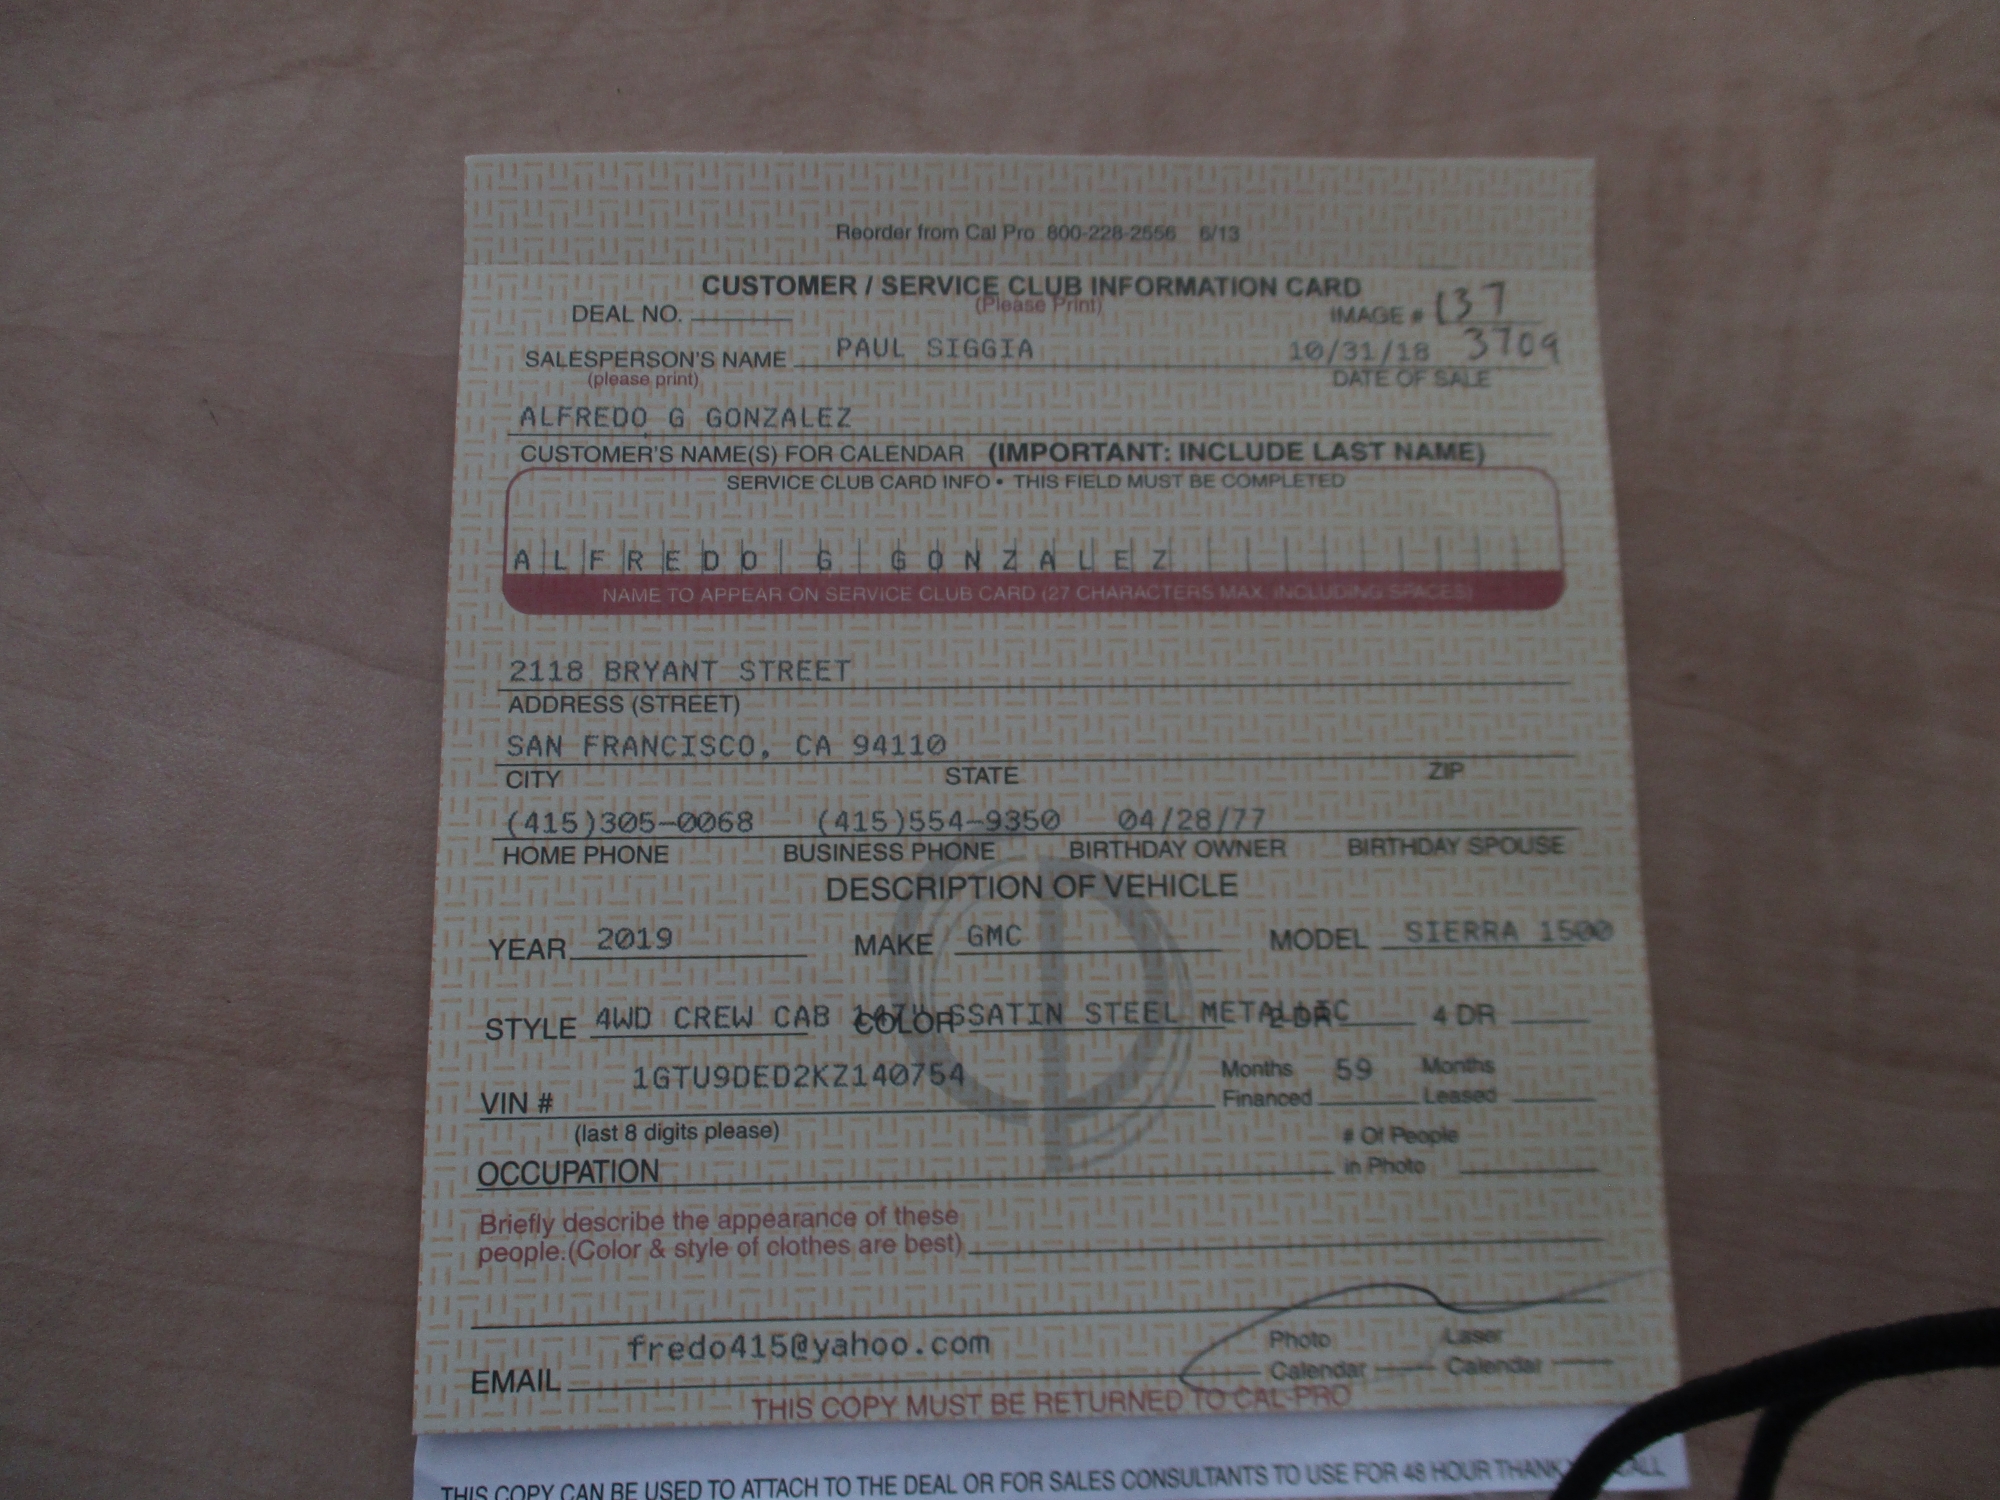 Reorder from Cal Pro 800-228-2556 6/13
CUSTOMER / SERVICE CLUB INFORMATION CARD
(Please Print)
DEAL NO. IMAGE # 137
3709
SALESPERSON'S NAME PAUL SIGGIA 10/31/18
(please print) DATE OF SALE
ALFREDO G GONZALEZ
CUSTOMER'S NAME(S) FOR CALENDAR (IMPORTANT: INCLUDE LAST NAME)
SERVICE CLUB CARD INFO • THIS FIELD MUST BE COMPLETED
ALFREDO G GONZALEZ
NAME TO APPEAR ON SERVICE CLUB CARD (27 CHARACTERS MAX. INCLUDING SPACES)
2118 BRYANT STREET
ADDRESS (STREET)
SAN FRANCISCO, CA 94110
CITY STATE ZIP
(415)305-0068 (415)554-9350 04/28/77
HOME PHONE BUSINESS PHONE BIRTHDAY OWNER BIRTHDAY SPOUSE
DESCRIPTION OF VEHICLE
YEAR 2019 MAKE GMC MODEL SIERRA 1500
STYLE 4WD CREW CAB 147" SSATIN STEEL METALLIC COLOR 2 DR 4 DR
1GTU9DED2KZ140754 Months 59 Months
VIN # Financed Leased
(last 8 digits please) # Of People
OCCUPATION in Photo
Briefly describe the appearance of these
people.(Color & style of clothes are best)
fredo415@yahoo.com Photo Laser
EMAIL Calendar Calendar
THIS COPY MUST BE RETURNED TO CAL-PRO
THIS COPY CAN BE USED TO ATTACH TO THE DEAL OR FOR SALES CONSULTANTS TO USE FOR 48 HOUR THANK CALL